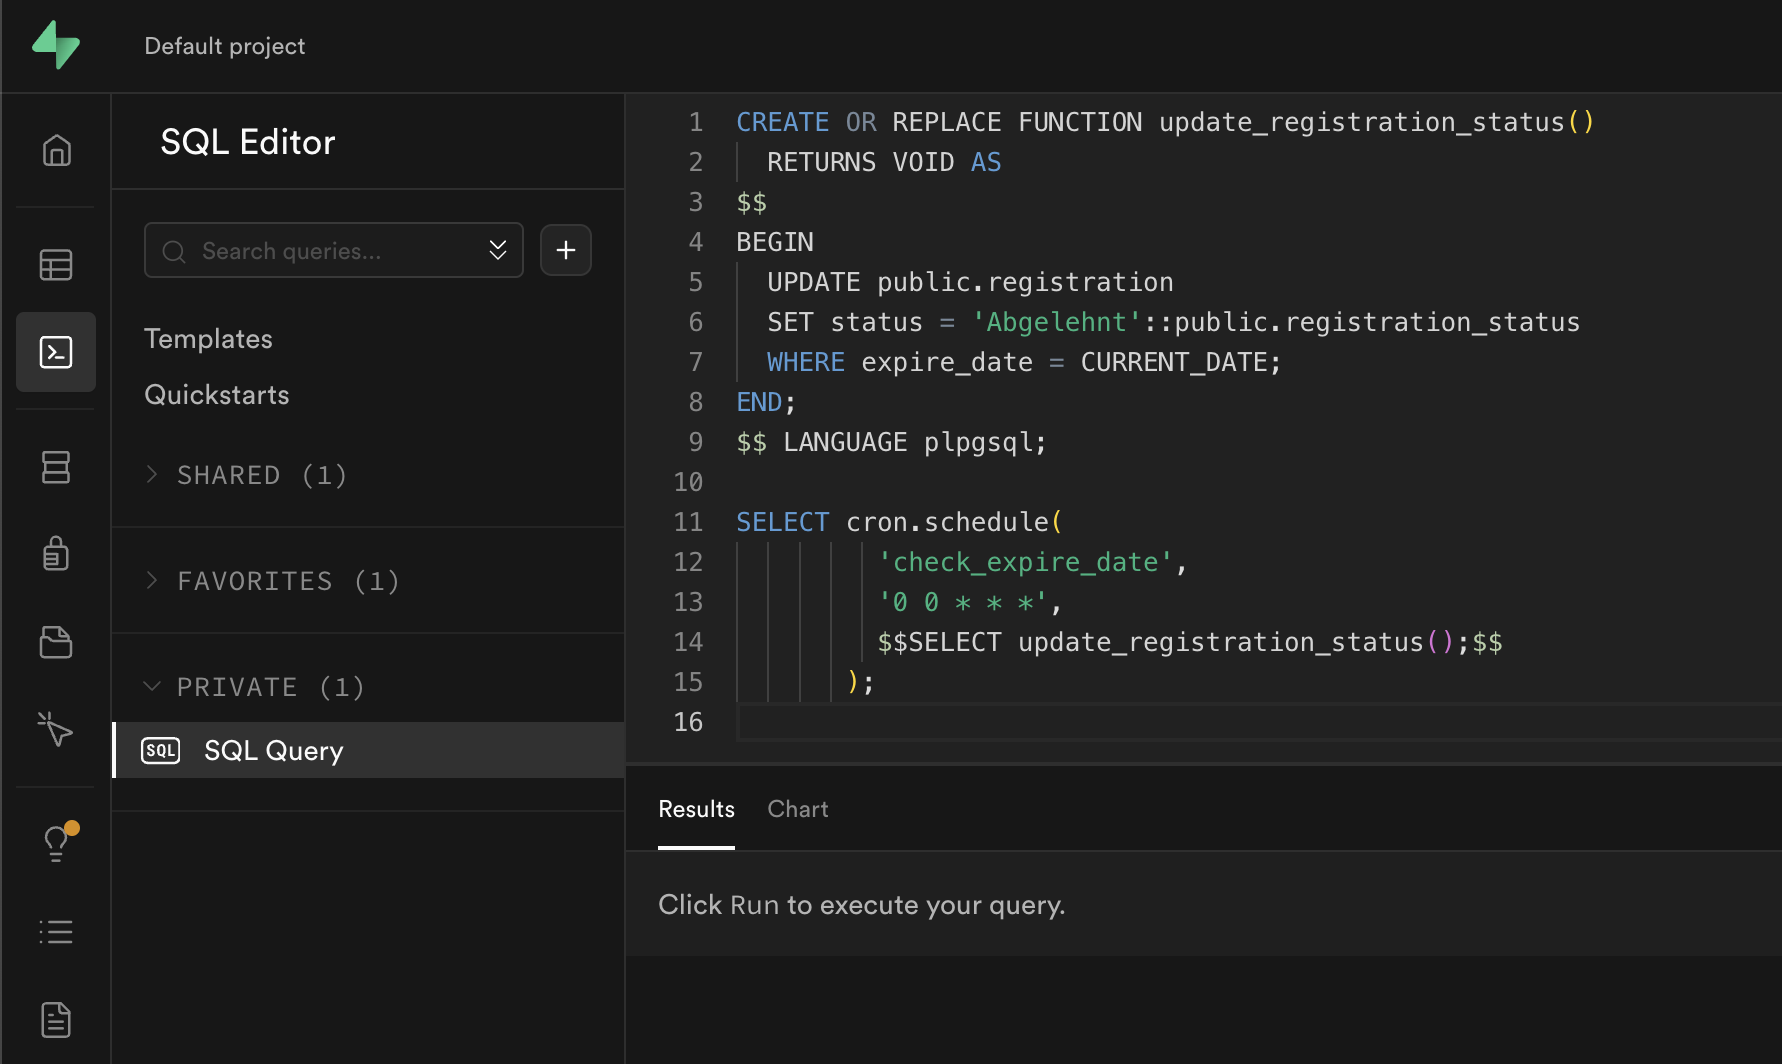 Default project
SQL Editor
Search queries...
Templates
Quickstarts
SHARED (1)
FAVORITES (1)
PRIVATE (1)
SQL SQL Query
1 CREATE OR REPLACE FUNCTION update_registration_status()
2 RETURNS VOID AS
3 $$
4 BEGIN
5 UPDATE public.registration
6 SET status = 'Abgelehnt'::public.registration_status
7 WHERE expire_date = CURRENT_DATE;
8 END;
9 $$ LANGUAGE plpgsql;
10
11 SELECT cron.schedule(
12 'check_expire_date',
13 '0 0 * * *',
14 $$SELECT update_registration_status();$$
15 );
16
Results Chart
Click Run to execute your query.